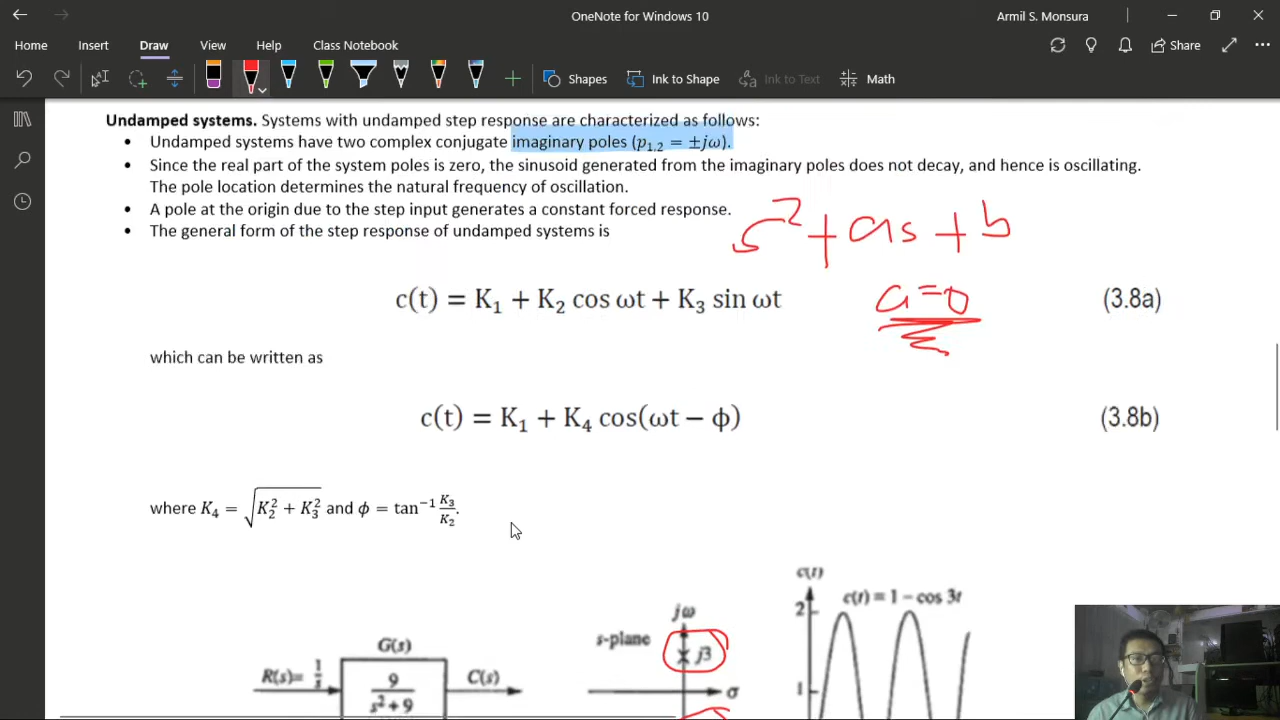 OneNote for Windows 10
Armil S. Monsura
Home Insert Draw View Help Class Notebook
Share
Shapes Ink to Shape Ink to Text Math
Undamped systems. Systems with undamped step response are characterized as follows:
• Undamped systems have two complex conjugate imaginary poles (p₁,₂ = ±jω).
• Since the real part of the system poles is zero, the sinusoid generated from the imaginary poles does not decay, and hence is oscillating.
The pole location determines the natural frequency of oscillation.
• A pole at the origin due to the step input generates a constant forced response.
• The general form of the step response of undamped systems is
s² + as + b
c(t) = K₁ + K₂ cos ωt + K₃ sin ωt
a = 0
(3.8a)
which can be written as
c(t) = K₁ + K₄ cos(ωt − ϕ)
(3.8b)
where K₄ = √(K₂² + K₃²) and ϕ = tan⁻¹ K₃/K₂.
G(s)
R(s)= 1/s
9
s² + 9
C(s)
s-plane
jω
j3
σ
c(t)
2
c(t) = 1 − cos 3t
1